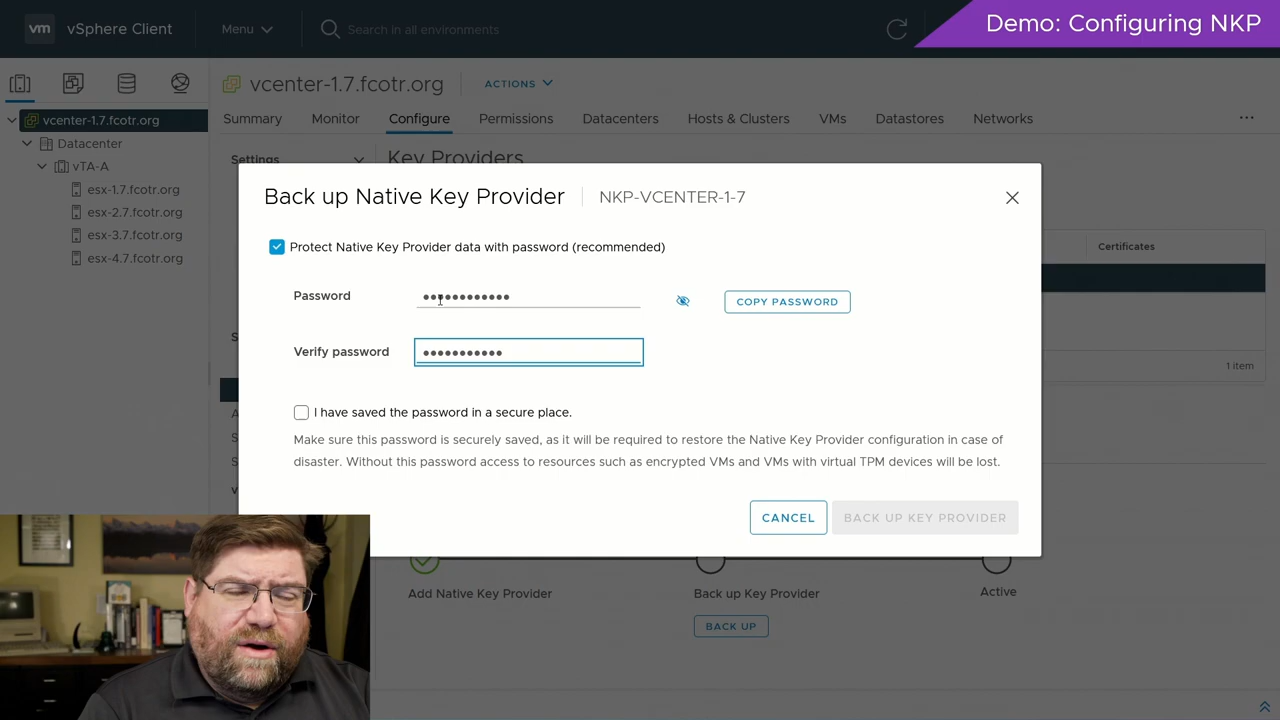 vm vSphere Client Menu Search in all environments Demo: Configuring NKP
vcenter-1.7.fcotr.org ACTIONS
vcenter-1.7.fcotr.org
Summary Monitor Configure Permissions Datacenters Hosts & Clusters VMs Datastores Networks
Datacenter
vTA-A
esx-1.7.fcotr.org
esx-2.7.fcotr.org
esx-3.7.fcotr.org
esx-4.7.fcotr.org
Settings Key Providers
Certificates
1 item
Back up Native Key Provider NKP-VCENTER-1-7
Protect Native Key Provider data with password (recommended)
Password •••••••••••• COPY PASSWORD
Verify password •••••••••••
I have saved the password in a secure place.
Make sure this password is securely saved, as it will be required to restore the Native Key Provider configuration in case of
disaster. Without this password access to resources such as encrypted VMs and VMs with virtual TPM devices will be lost.
CANCEL BACK UP KEY PROVIDER
Add Native Key Provider Back up Key Provider Active
BACK UP